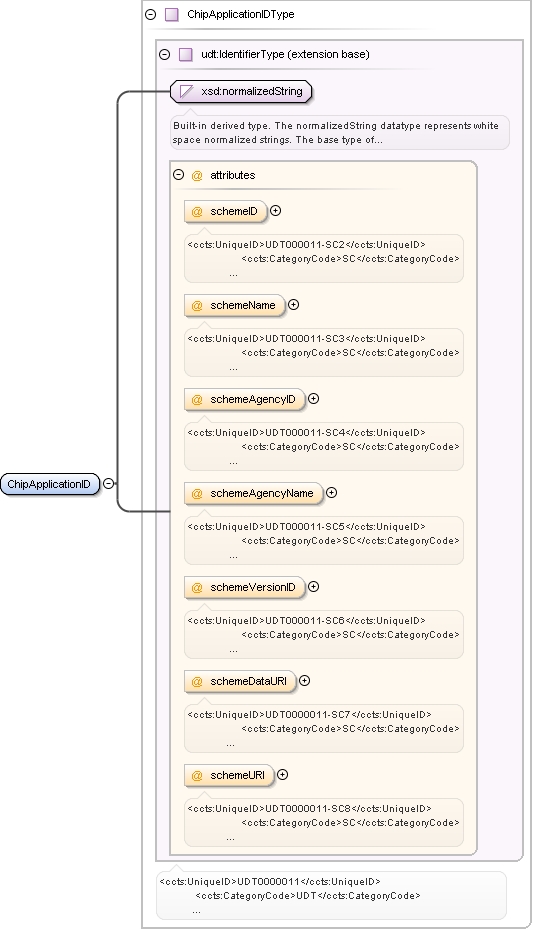 ChipApplicationIDType
udt:IdentifierType (extension base)
xsd:normalizedString
Built-in derived type. The normalizedString datatype represents white
space normalized strings. The base type of...
@ attributes
@ schemeID
<ccts:UniqueID>UDT000011-SC2</ccts:UniqueID>
<ccts:CategoryCode>SC</ccts:CategoryCode>
...
@ schemeName
<ccts:UniqueID>UDT000011-SC3</ccts:UniqueID>
<ccts:CategoryCode>SC</ccts:CategoryCode>
...
@ schemeAgencyID
<ccts:UniqueID>UDT000011-SC4</ccts:UniqueID>
<ccts:CategoryCode>SC</ccts:CategoryCode>
...
ChipApplicationID
@ schemeAgencyName
<ccts:UniqueID>UDT000011-SC5</ccts:UniqueID>
<ccts:CategoryCode>SC</ccts:CategoryCode>
...
@ schemeVersionID
<ccts:UniqueID>UDT000011-SC6</ccts:UniqueID>
<ccts:CategoryCode>SC</ccts:CategoryCode>
...
@ schemeDataURI
<ccts:UniqueID>UDT0000011-SC7</ccts:UniqueID>
<ccts:CategoryCode>SC</ccts:CategoryCode>
...
@ schemeURI
<ccts:UniqueID>UDT0000011-SC8</ccts:UniqueID>
<ccts:CategoryCode>SC</ccts:CategoryCode>
...
<ccts:UniqueID>UDT0000011</ccts:UniqueID>
<ccts:CategoryCode>UDT</ccts:CategoryCode>
...